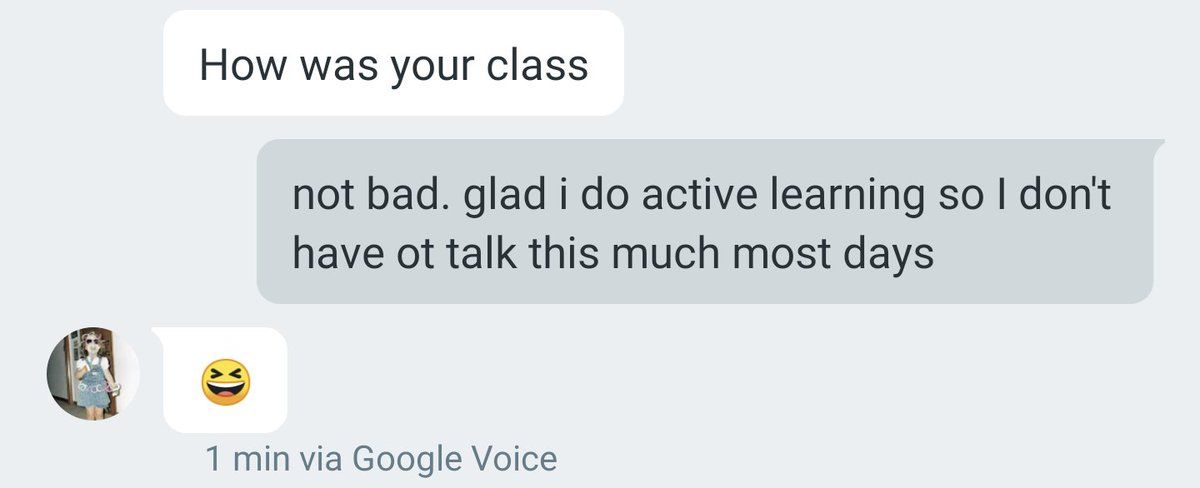 How was your class
not bad. glad i do active learning so I don't
have ot talk this much most days
😆
1 min via Google Voice